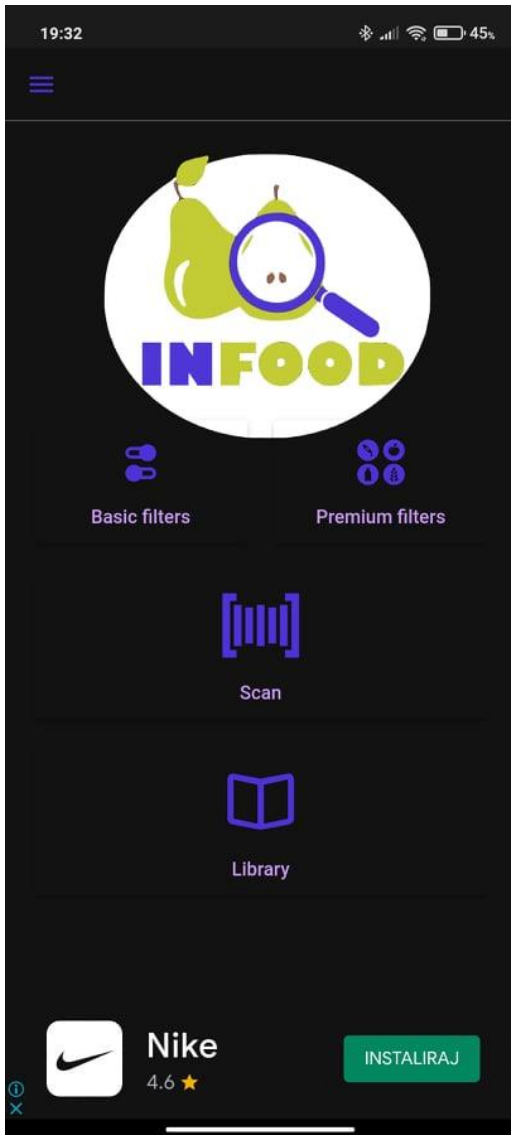 19:32
45%
INFOOD
Basic filters
Premium filters
Scan
Library
Nike
4.6
INSTALIRAJ